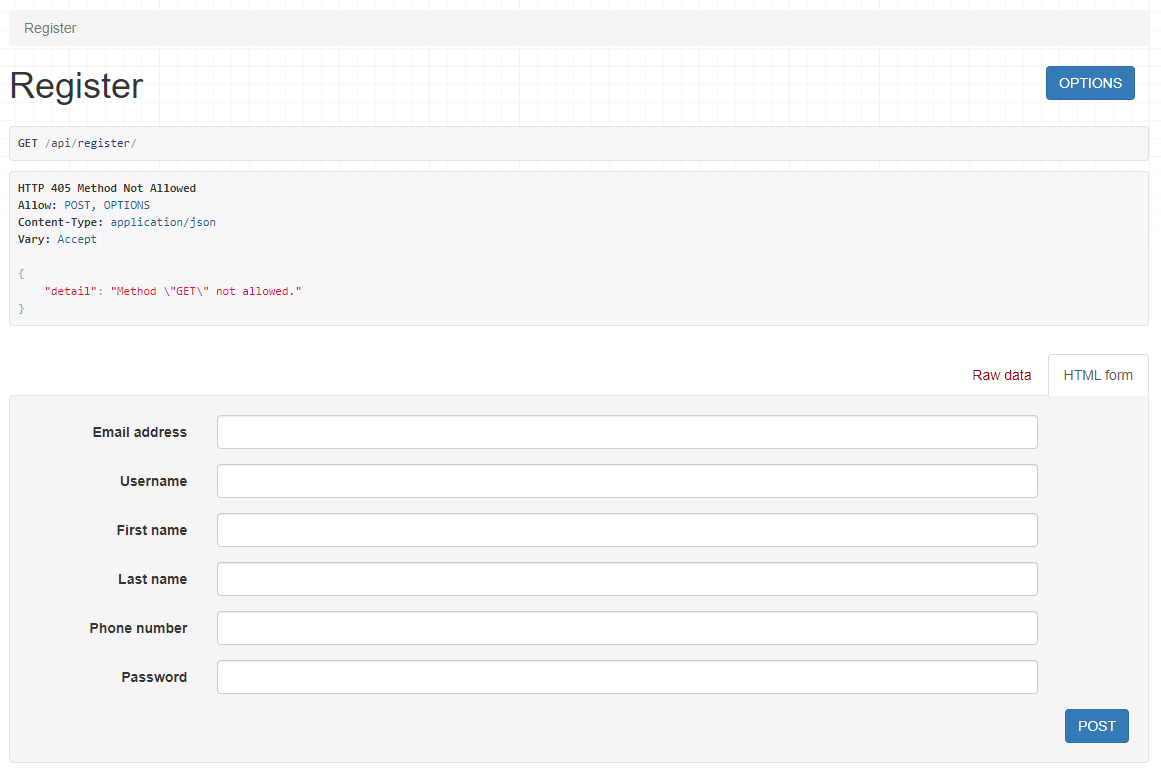 Register
Register
OPTIONS
GET /api/register/
HTTP 405 Method Not Allowed
Allow: POST, OPTIONS
Content-Type: application/json
Vary: Accept
{
    "detail": "Method \"GET\" not allowed."
}
Raw data
HTML form
Email address
Username
First name
Last name
Phone number
Password
POST